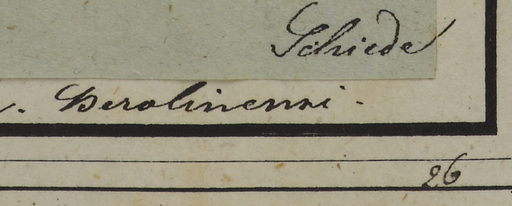 Schiede
. Berolinensi.
26